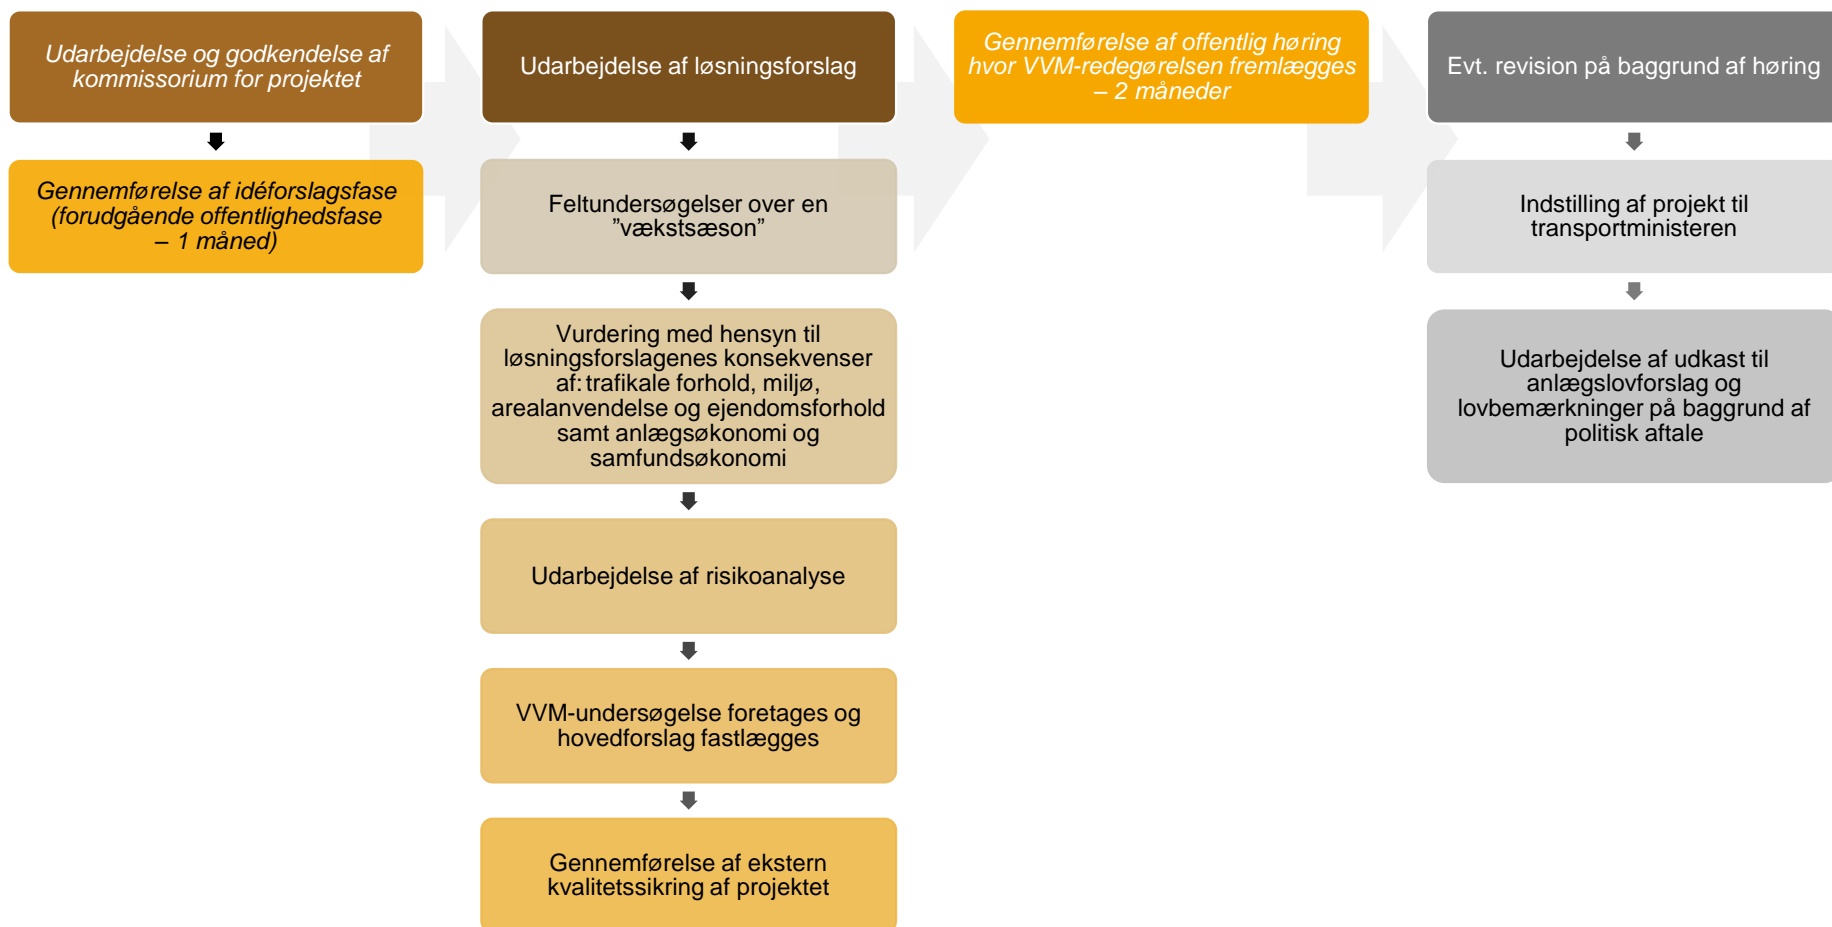 Udarbejdelse og godkendelse af
kommissorium for projektet
Gennemførelse af idéforslagsfase
(forudgående offentlighedsfase
– 1 måned)
Udarbejdelse af løsningsforslag
Feltundersøgelser over en
”vækstsæson”
Vurdering med hensyn til
løsningsforslagenes konsekvenser
af: trafikale forhold, miljø,
arealanvendelse og ejendomsforhold
samt anlægsøkonomi og
samfundsøkonomi
Udarbejdelse af risikoanalyse
VVM-undersøgelse foretages og
hovedforslag fastlægges
Gennemførelse af ekstern
kvalitetssikring af projektet
Gennemførelse af offentlig høring
hvor VVM-redegørelsen fremlægges
– 2 måneder
Evt. revision på baggrund af høring
Indstilling af projekt til
transportministeren
Udarbejdelse af udkast til
anlægslovforslag og
lovbemærkninger på baggrund af
politisk aftale